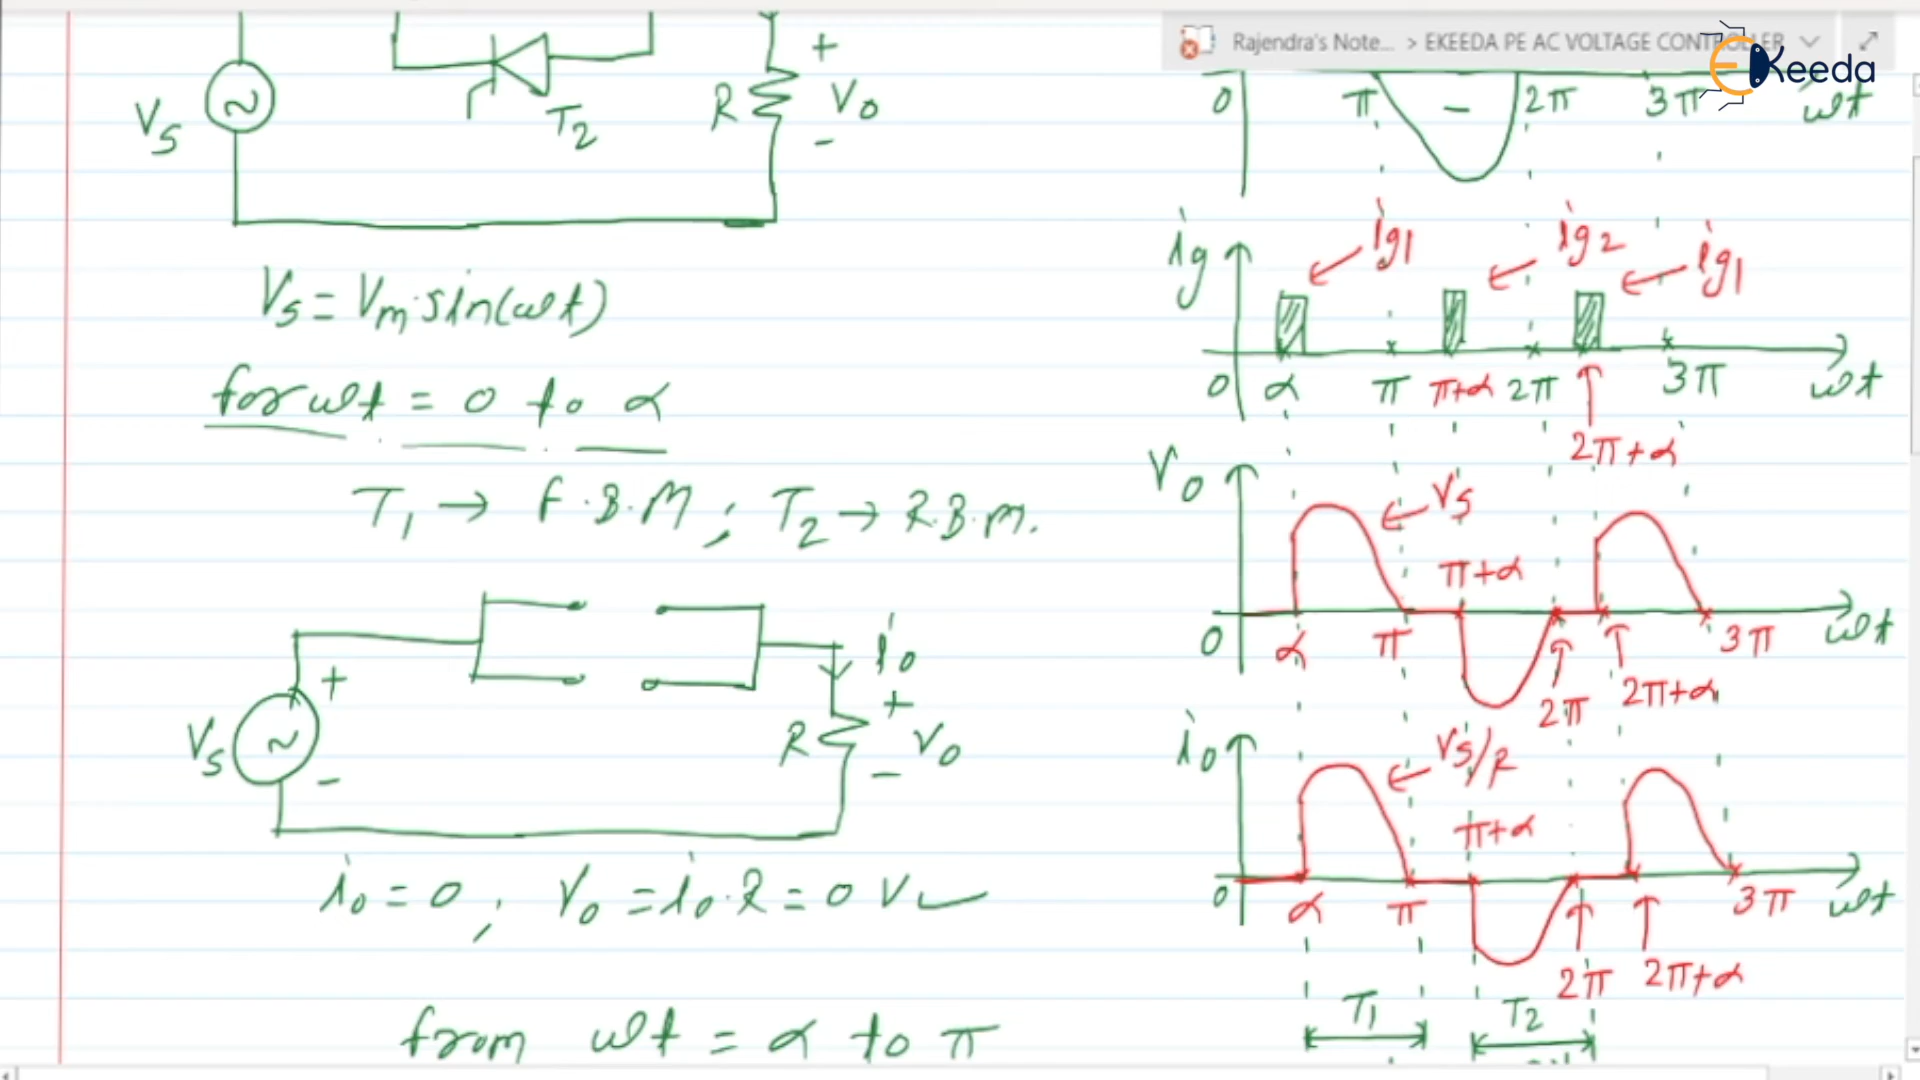 Rajendra's Note... > EKEEDA PE AC VOLTAGE CONTROLLER
Ekeeda
Vs
T2
R
+
Vo
-
Vs = Vm.sin(ωt)
for ωt = 0 to α
T1 → F.B.M; T2 → R.B.M.
Vs
+
-
io
R
+
Vo
-
io = 0; Vo = io.R = 0 V
from ωt = α to π
0
π
-
2π
3π
ωt
ig
ig1
ig2
ig1
0
α
π
π+α
2π
3π
ωt
2π+α
Vo
Vs
π+α
0
α
π
2π
2π+α
3π
ωt
io
Vs/R
π+α
0
α
π
2π
2π+α
3π
ωt
T1
T2